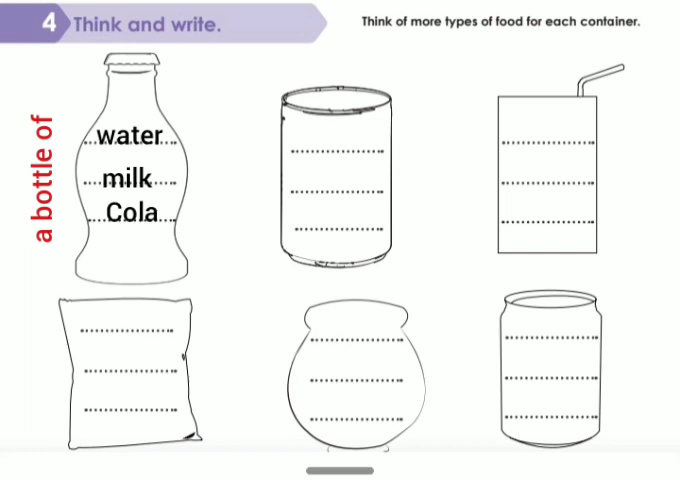 4 Think and write.
Think of more types of food for each container.
a bottle of
water
milk
Cola